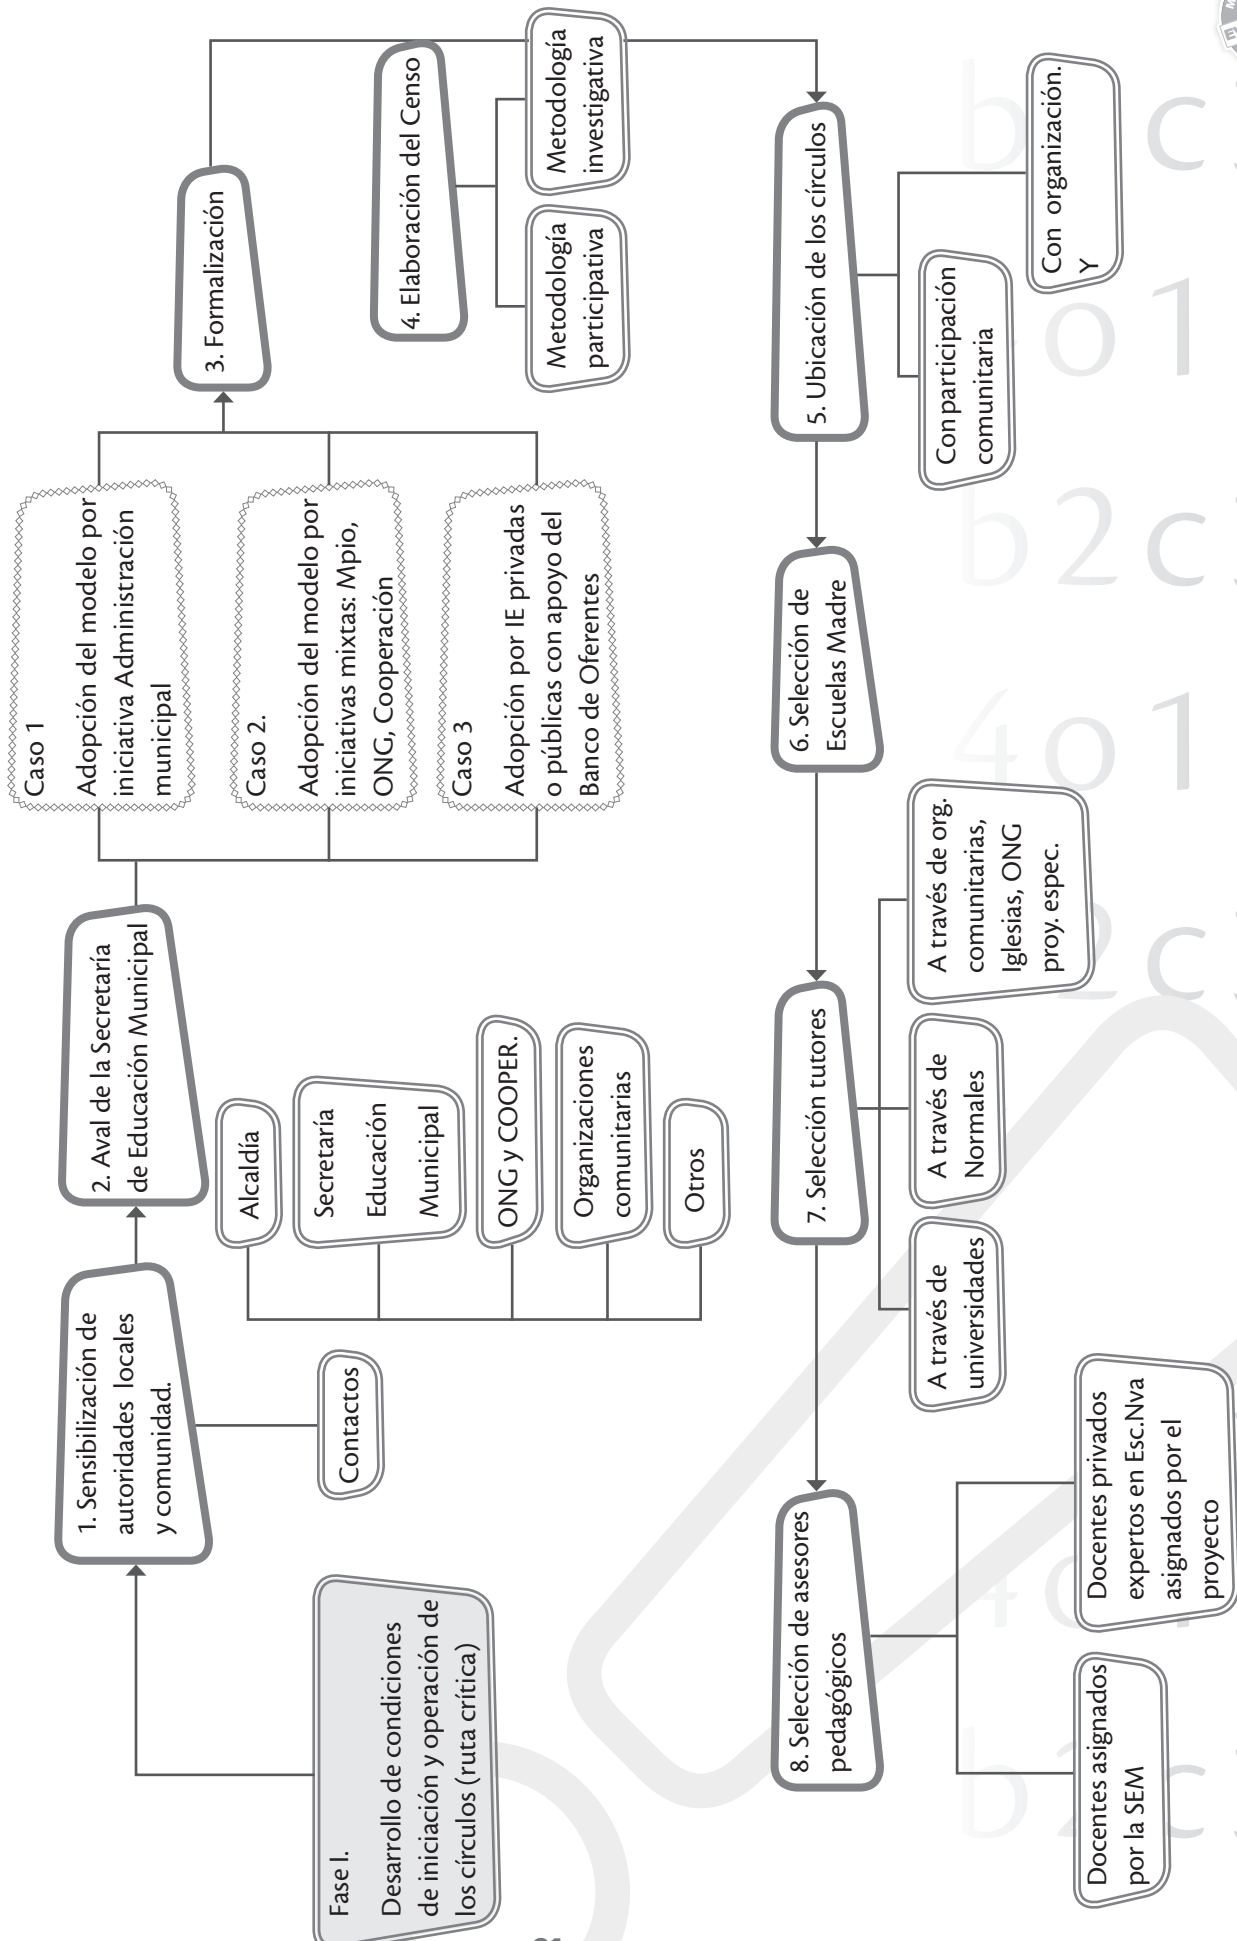 Fase I.
Desarrollo de condiciones
de iniciación y operación de
los círculos (ruta crítica)
1. Sensibilización de
autoridades locales
y comunidad.
Contactos
Alcaldía
Secretaría
Educación
Municipal
ONG y COOPER.
Organizaciones
comunitarias
Otros
2. Aval de la Secretaría
de Educación Municipal
Caso 1
Adopción del modelo por
iniciativa Administración
municipal
Caso 2.
Adopción del modelo por
iniciativas mixtas: Mpio,
ONG, Cooperación
Caso 3
Adopción por IE privadas
o públicas con apoyo del
Banco de Oferentes
3. Formalización
4. Elaboración del Censo
Metodología
participativa
Metodología
investigativa
5. Ubicación de los círculos
Con participación
comunitaria
Con organización.
Y
6. Selección de
Escuelas Madre
7. Selección tutores
A través de
universidades
A través de
Normales
A través de org.
comunitarias,
Iglesias, ONG
proy. espec.
8. Selección de asesores
pedagógicos
Docentes asignados
por la SEM
Docentes privados
expertos en Esc.Nva
asignados por el
proyecto